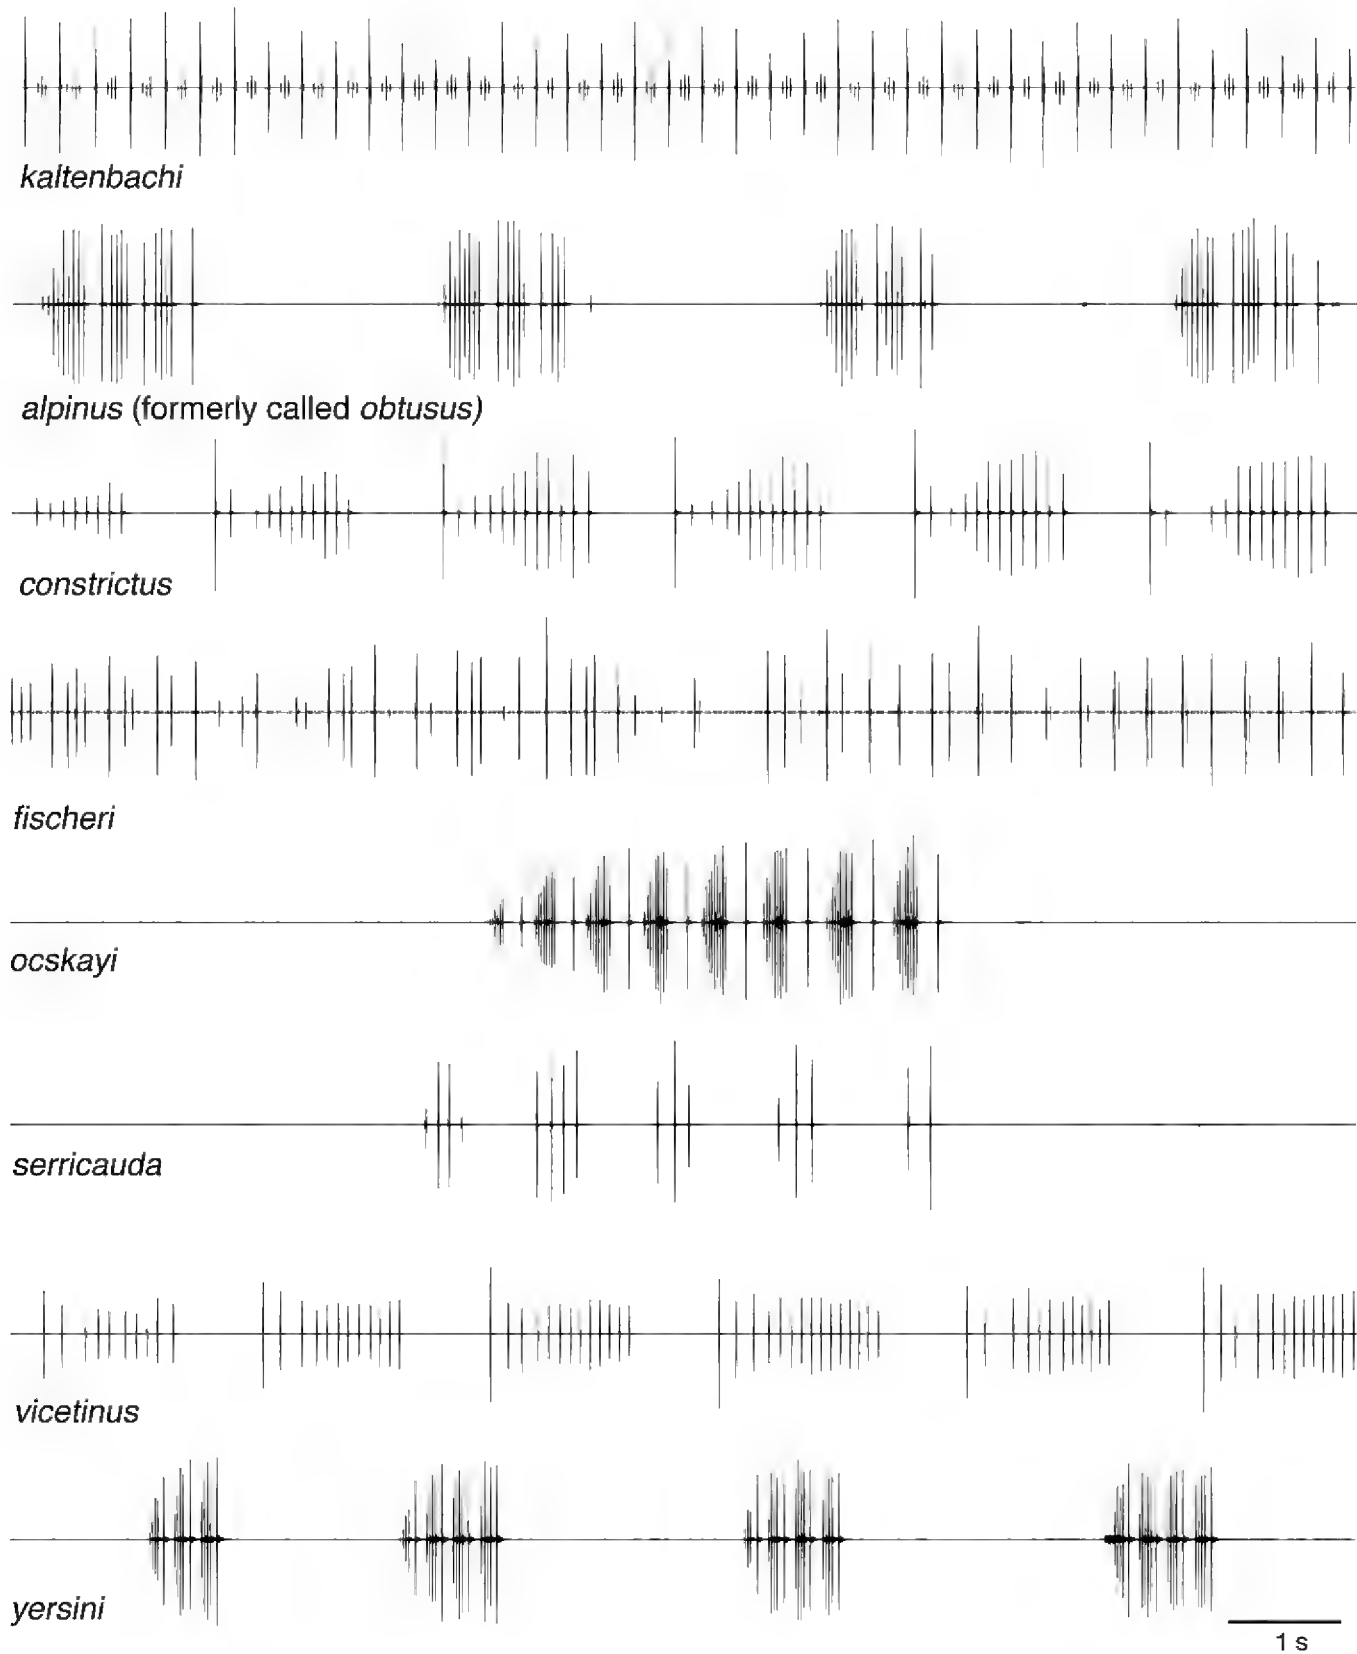 kaltenbachi
alpinus (formerly called obtusus)
constrictus
fischeri
ocskayi
serricauda
vicetinus
yersini
1 s